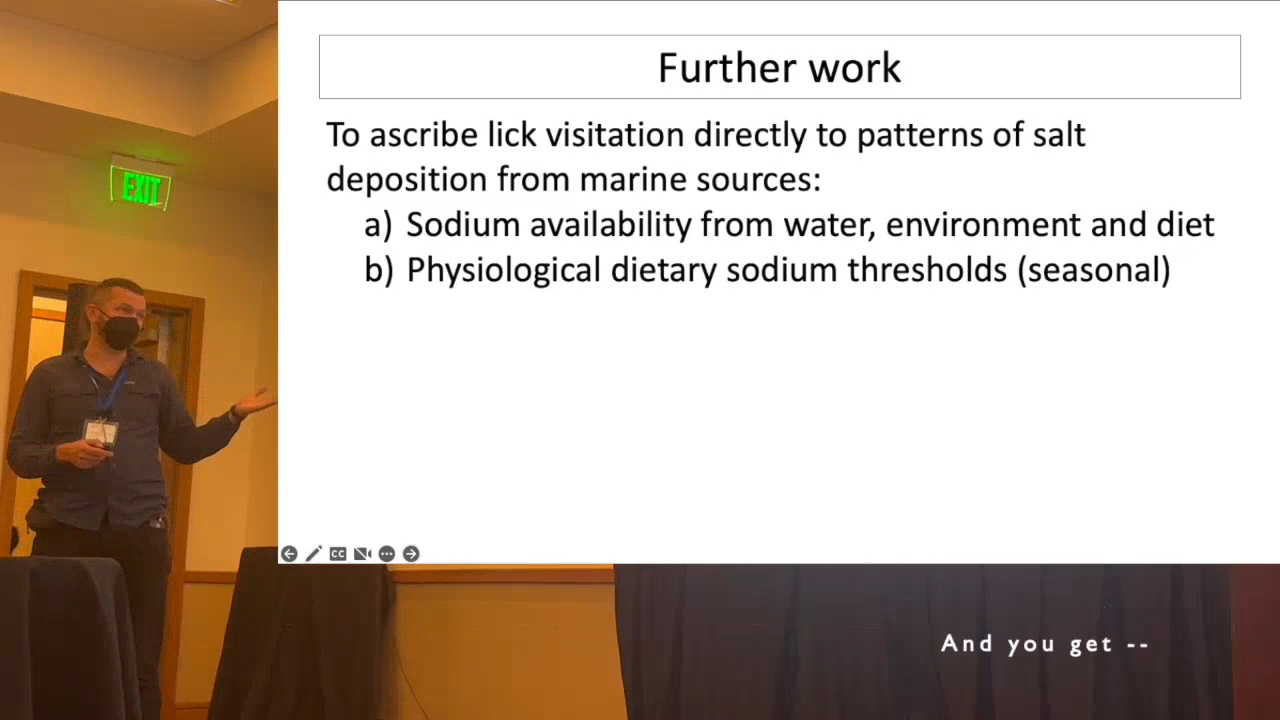 Further work
EXIT
To ascribe lick visitation directly to patterns of salt
deposition from marine sources:
a) Sodium availability from water, environment and diet
b) Physiological dietary sodium thresholds (seasonal)
CC
And you get --